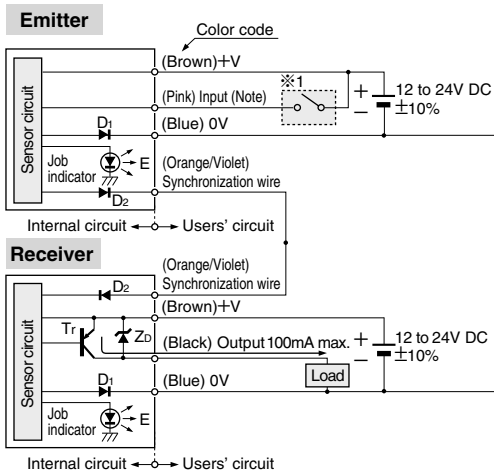 Emitter
Color code
(Brown)+V
※1
(Pink) Input (Note)
+
−
12 to 24V DC
±10%
Sensor circuit
D1
(Blue) 0V
Job
indicator
E
(Orange/Violet)
Synchronization wire
D2
Internal circuit
Users' circuit
Receiver
(Orange/Violet)
Synchronization wire
D2
(Brown)+V
Sensor circuit
Tr
ZD
(Black) Output 100mA max.
+
−
12 to 24V DC
±10%
Load
D1
(Blue) 0V
Job
indicator
E
Internal circuit
Users' circuit